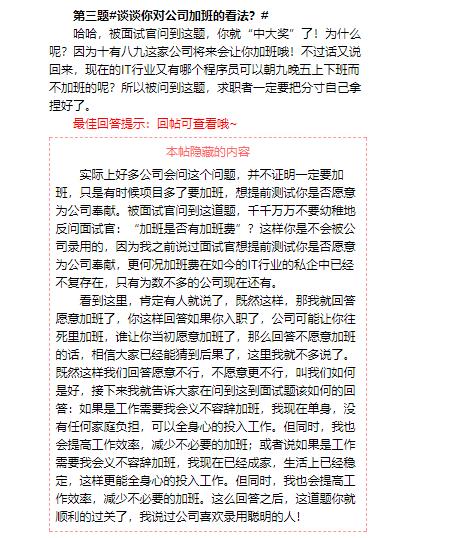 第三题#谈谈你对公司加班的看法？#
哈哈，被面试官问到这题，你就“中大奖”了！为什么
呢？因为十有八九这家公司将来会让你加班哦！不过话又说
回来，现在的IT行业又有哪个程序员可以朝九晚五上下班而
不加班的呢？所以被问到这题，求职者一定要把分寸自己拿
捏好了。
最佳回答提示：回帖可查看哦~
本帖隐藏的内容
实际上好多公司会问这个问题，并不证明一定要加
班，只是有时候项目多了要加班，想提前测试你是否愿意
为公司奉献。被面试官问到这道题，千千万万不要幼稚地
反问面试官：“加班是否有加班费”？这样你是不会被公
司录用的，因为我之前说过面试官想提前测试你是否愿意
为公司奉献，更何况加班费在如今的IT行业的私企中已经
不复存在，只有为数不多的公司现在还有。
看到这里，肯定有人就说了，既然这样，那我就回答
愿意加班了，你这样回答如果你入职了，公司可能让你往
死里加班，谁让你当初愿意加班了，那么回答不愿意加班
的话，相信大家已经能猜到后果了，这里我就不多说了。
既然这样我们回答愿意不行，不愿意更不行，叫我们如何
是好，接下来我就告诉大家在问到这到面试题该如何的回
答：如果是工作需要我会义不容辞加班，我现在单身，没
有任何家庭负担，可以全身心的投入工作。但同时，我也
会提高工作效率，减少不必要的加班；或者说如果是工作
需要我会义不容辞加班，我现在已经成家，生活上已经稳
定，这样更能全身心的投入工作。但同时，我也会提高工
作效率，减少不必要的加班。这么回答之后，这道题你就
顺利的过关了，我说过公司喜欢录用聪明的人！